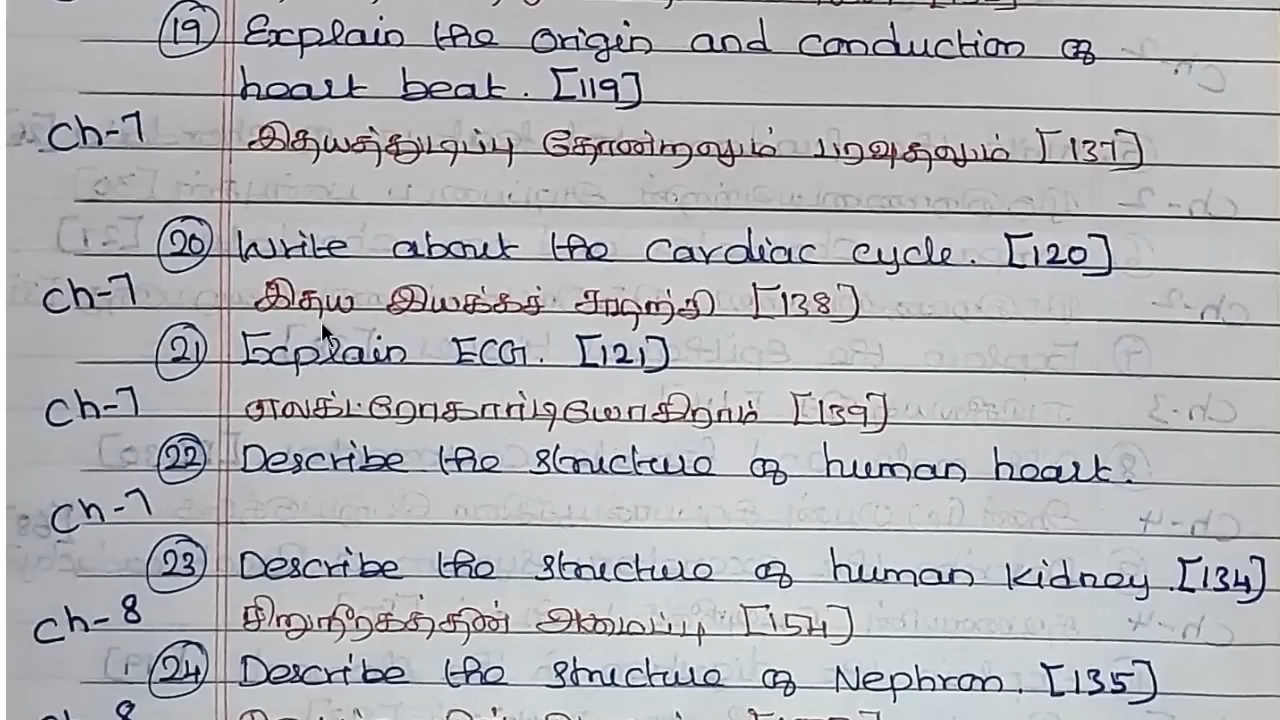 19 Explain the origin and conduction of
heart beat. [119]
Ch-7 இதயத்துடிப்பு தோன்றலும் பரவுதலும் [137]
20 Write about the cardiac cycle. [120]
Ch-7 இதய இயக்கச் சுழற்சி [138]
21 Explain ECG. [121]
Ch-7 எலக்ட்ரோகார்டியோகிராம் [139]
22 Describe the structure of human heart.
Ch-7
23 Describe the structure of human kidney. [134]
Ch-8 சிறுநீரகத்தின் அமைப்பு [154]
24 Describe the structure of Nephron. [135]